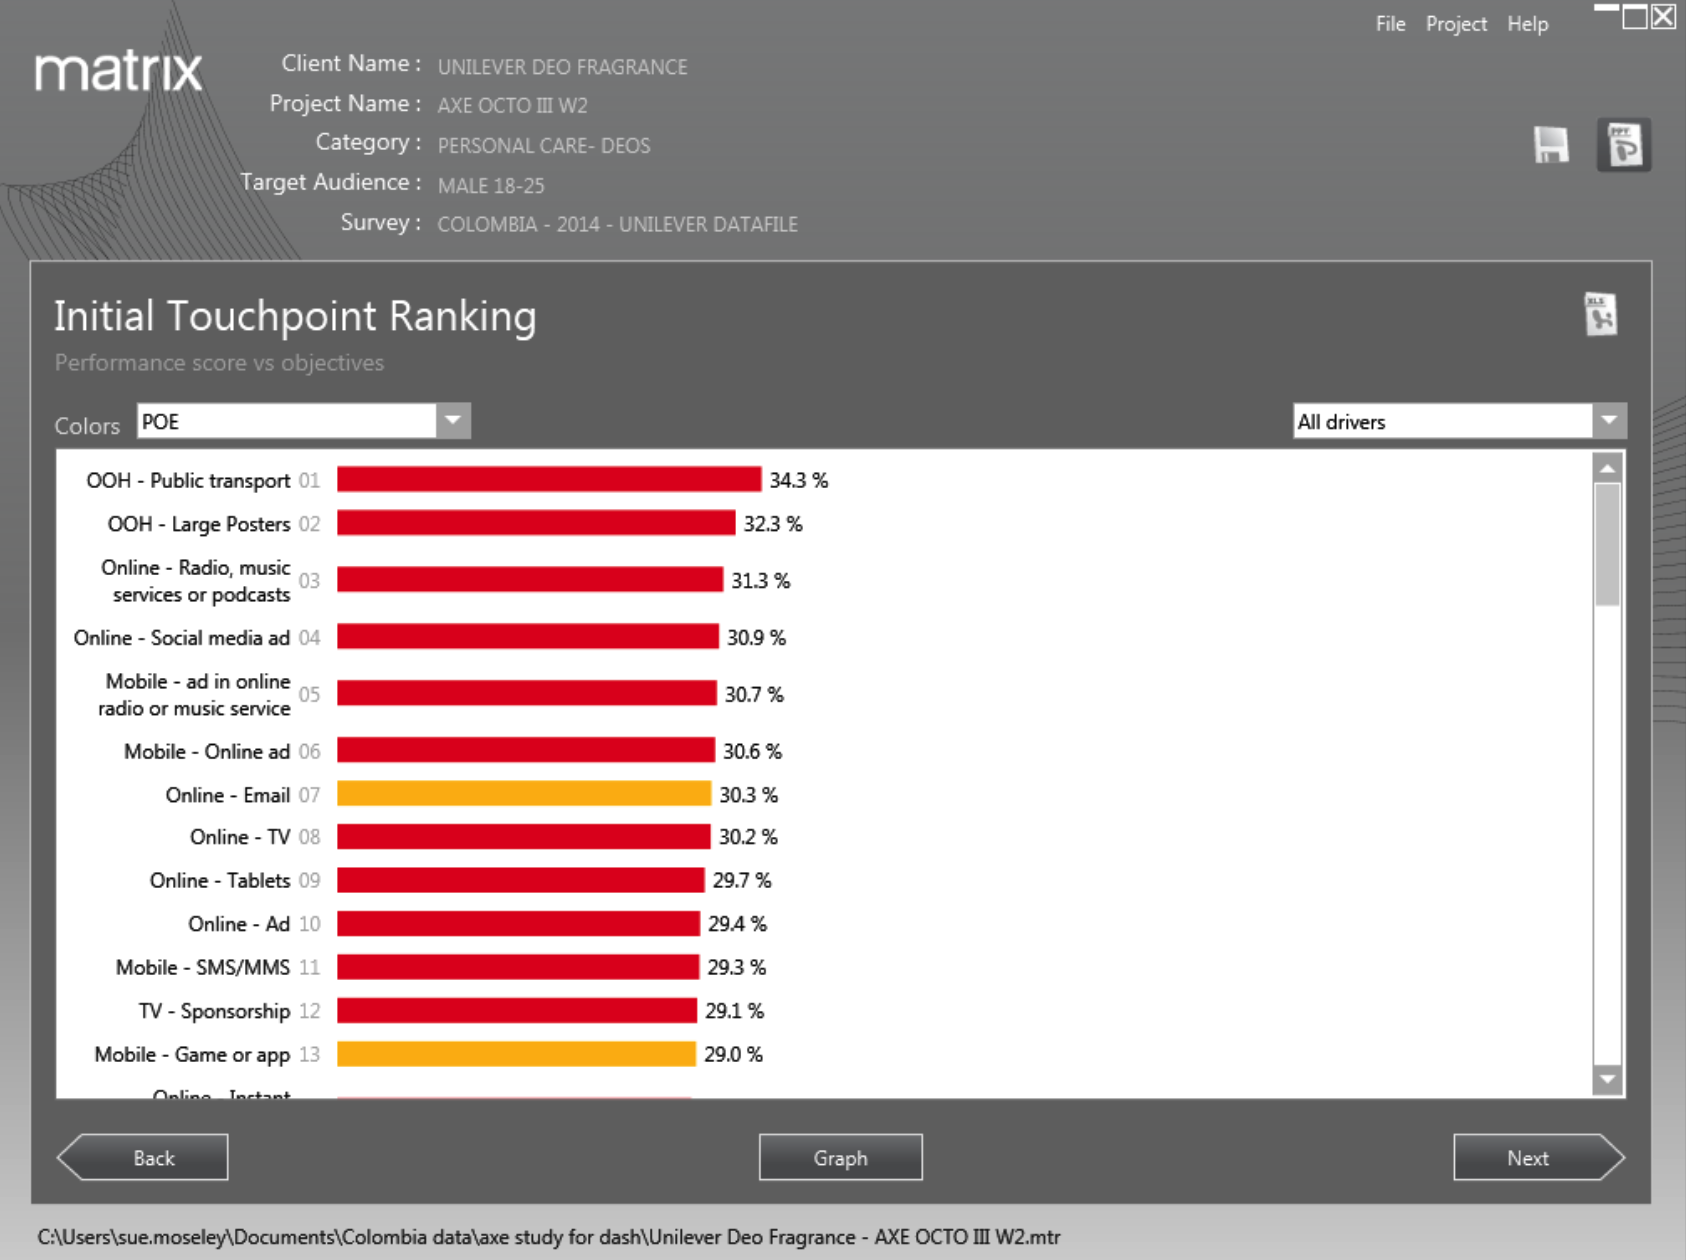 File Project Help
matrix
Client Name : UNILEVER DEO FRAGRANCE
Project Name : AXE OCTO III W2
Category : PERSONAL CARE- DEOS
Target Audience : MALE 18-25
Survey : COLOMBIA - 2014 - UNILEVER DATAFILE
PPT
Initial Touchpoint Ranking
XLS
Performance score vs objectives
Colors POE
All drivers
OOH - Public transport 01 34.3 %
OOH - Large Posters 02 32.3 %
Online - Radio, music
services or podcasts 03 31.3 %
Online - Social media ad 04 30.9 %
Mobile - ad in online
radio or music service 05 30.7 %
Mobile - Online ad 06 30.6 %
Online - Email 07 30.3 %
Online - TV 08 30.2 %
Online - Tablets 09 29.7 %
Online - Ad 10 29.4 %
Mobile - SMS/MMS 11 29.3 %
TV - Sponsorship 12 29.1 %
Mobile - Game or app 13 29.0 %
Online - Instant
Back
Graph
Next
C:\Users\sue.moseley\Documents\Colombia data\axe study for dash\Unilever Deo Fragrance - AXE OCTO III W2.mtr